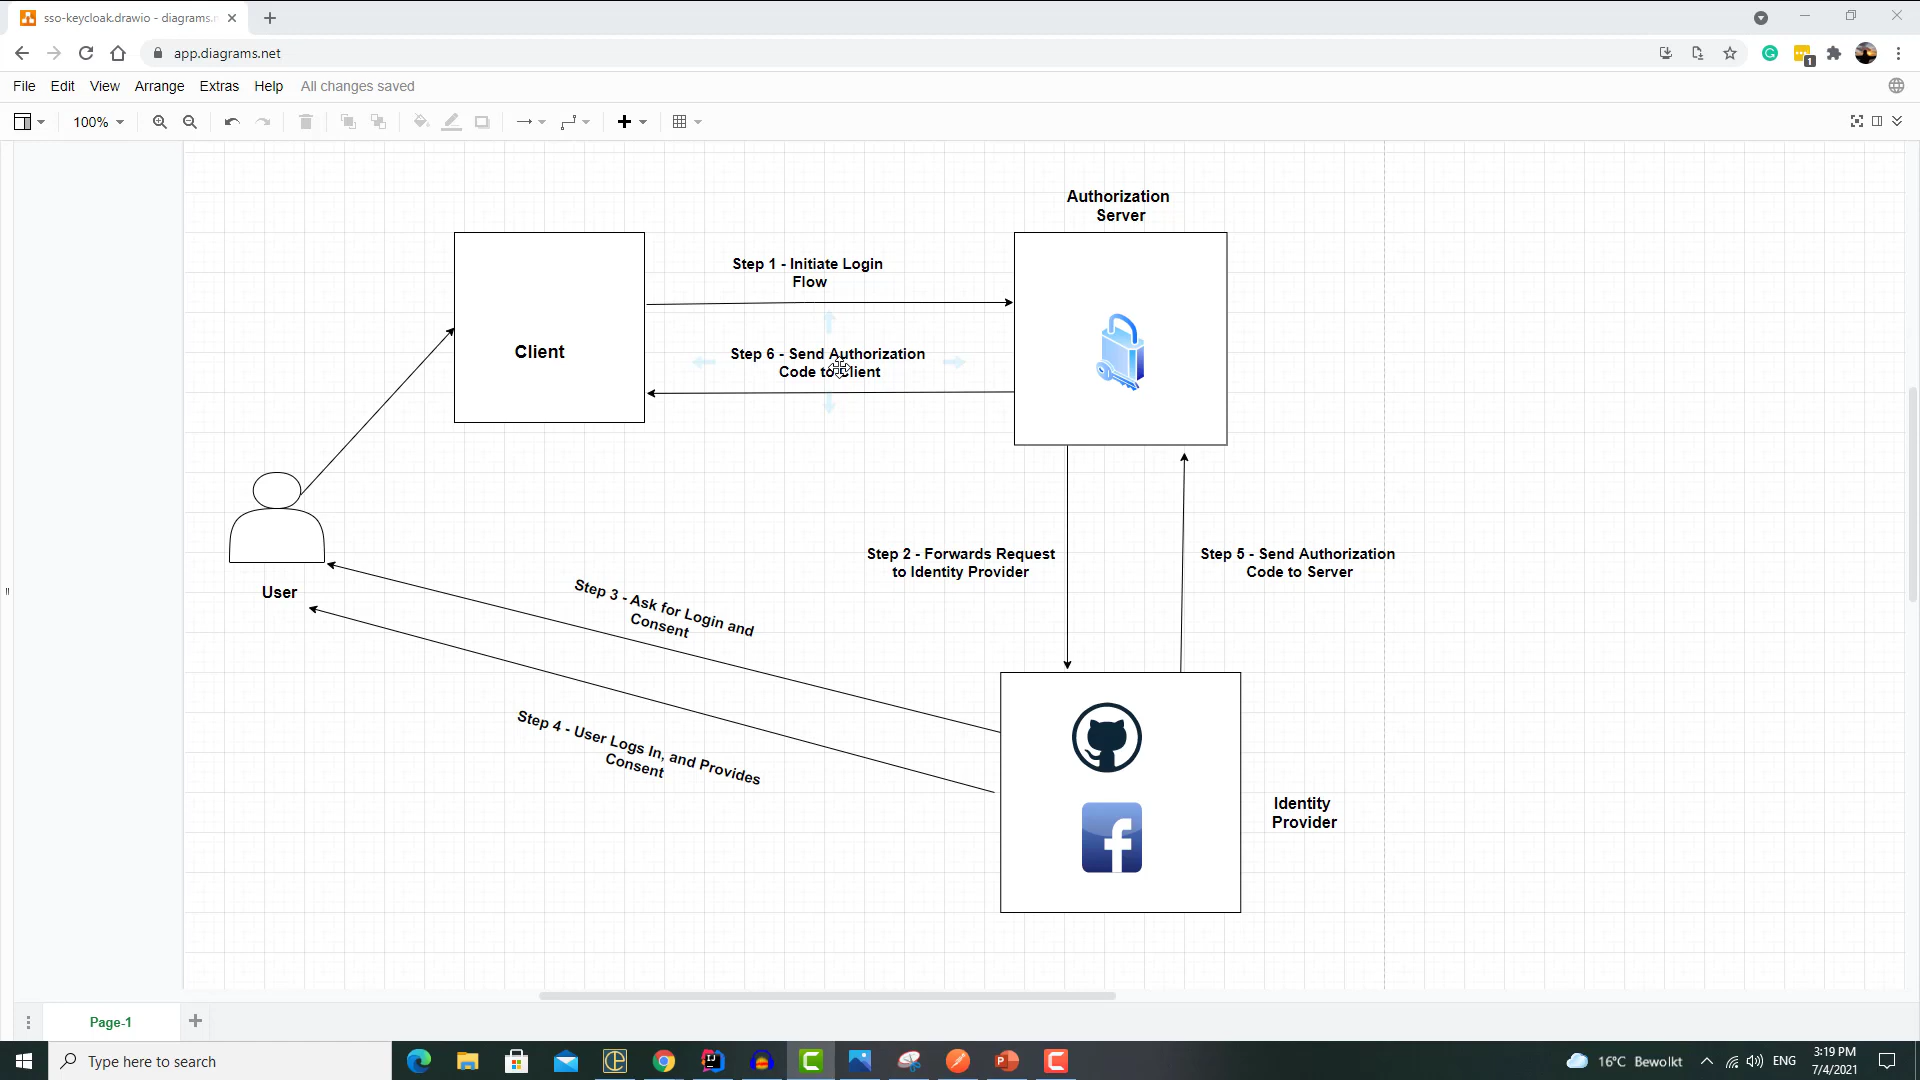 sso-keycloak.drawio - diagrams.n
app.diagrams.net
1
File Edit View Arrange Extras Help All changes saved
100%
Authorization
Server
Step 1 - Initiate Login
Flow
Client
Step 6 - Send Authorization
Code to Client
Step 2 - Forwards Request
to Identity Provider
Step 5 - Send Authorization
Code to Server
User
Step 3 - Ask for Login and
Consent
Step 4 - User Logs In, and Provides
Consent
Identity
Provider
Page-1
Type here to search
16°C Bewolkt
ENG
3:19 PM
7/4/2021